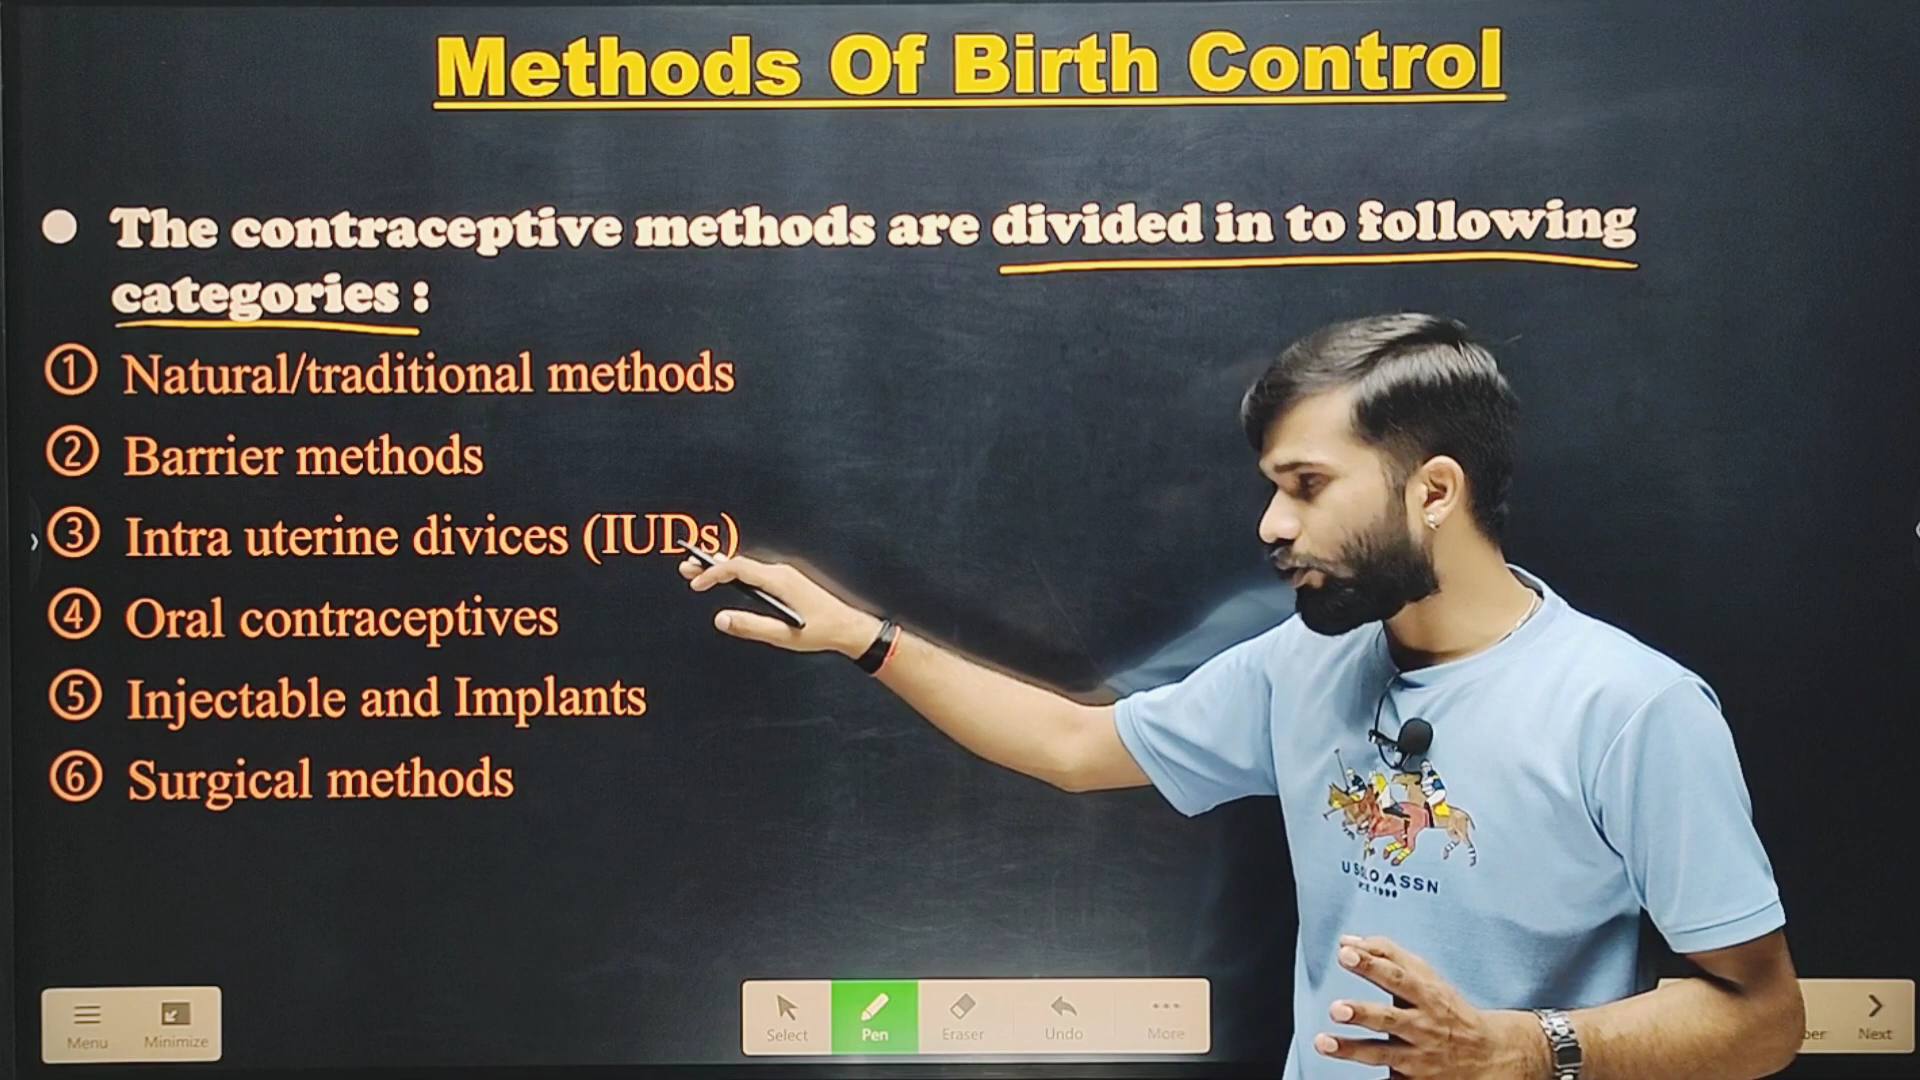 Methods Of Birth Control
The contraceptive methods are divided in to following
categories :
① Natural/traditional methods
② Barrier methods
③ Intra uterine divices (IUDs)
④ Oral contraceptives
⑤ Injectable and Implants
⑥ Surgical methods
ASSN
Menu
Minimize
Select
Pen
Eraser
Undo
More
Next